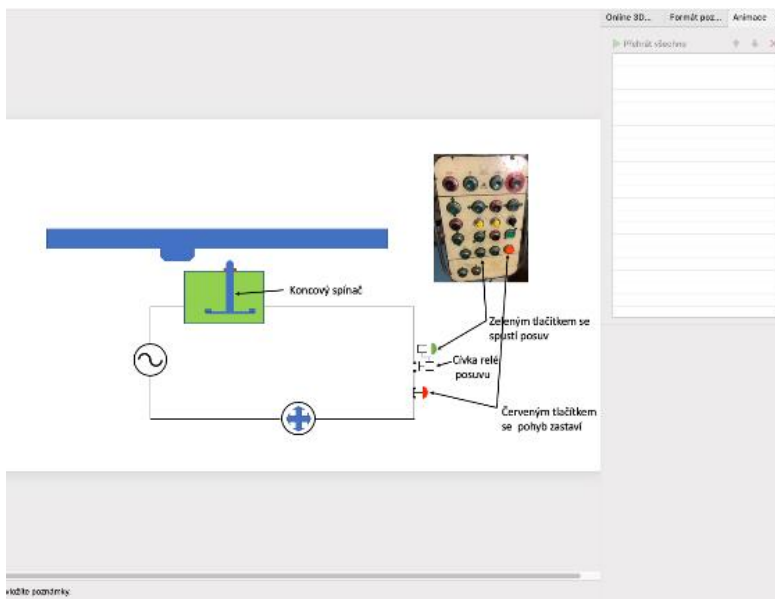 Online 3D...
Formát poz...
Animace
Přehrát všechno
Koncový spínač
Zeleným tlačítkem se
spustí posuv
Cívka relé
posuvu
Červeným tlačítkem
se pohyb zastaví
vložíte poznámky.